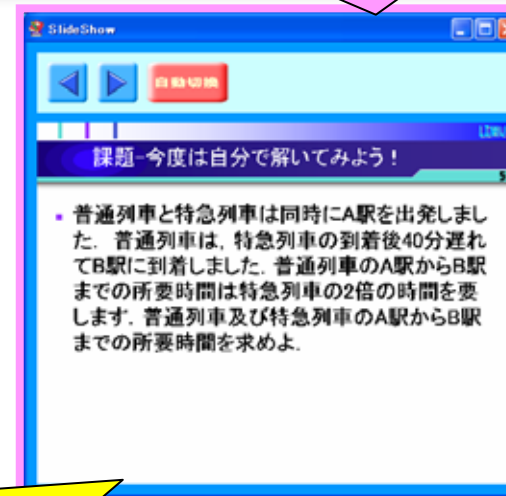 SlideShow
自動切換
課題-今度は自分で解いてみよう！
普通列車と特急列車は同時にA駅を出発しまし
た. 普通列車は, 特急列車の到着後40分遅れ
てB駅に到着しました. 普通列車のA駅からB駅
までの所要時間は特急列車の2倍の時間を要
します. 普通列車及び特急列車のA駅からB駅
までの所要時間を求めよ.